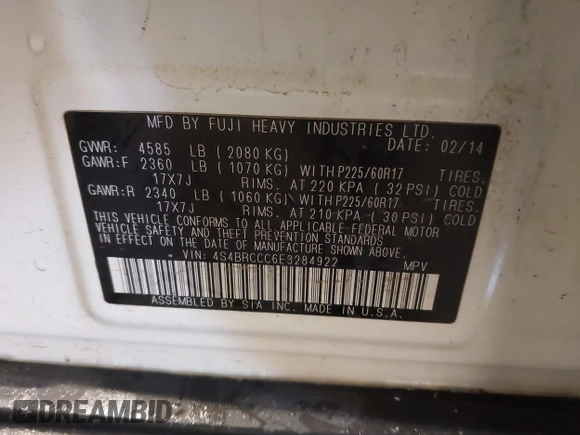 MFD BY FUJI HEAVY INDUSTRIES LTD.
DATE: 02/14
GVWR: 4585 LB ( 2080 KG)
GAWR:F 2360 LB ( 1070 KG) WITH P225/60R17 TIRES.
17X7J RIMS. AT 220 KPA ( 32 PSI) COLD
GAWR:R 2340 LB ( 1060 KG) WITH P225/60R17 TIRES.
17X7J RIMS. AT 210 KPA ( 30 PSI) COLD
THIS VEHICLE CONFORMS TO ALL APPLICABLE FEDERAL MOTOR
VEHICLE SAFETY AND THEFT PREVENTION STANDARDS
IN EFFECT ON THE DATE OF MANUFACTURE SHOWN ABOVE.
VIN: 4S4BRCCC6E3284922 MPV
ASSEMBLED BY SIA INC. MADE IN U.S.A.
DREAMBID